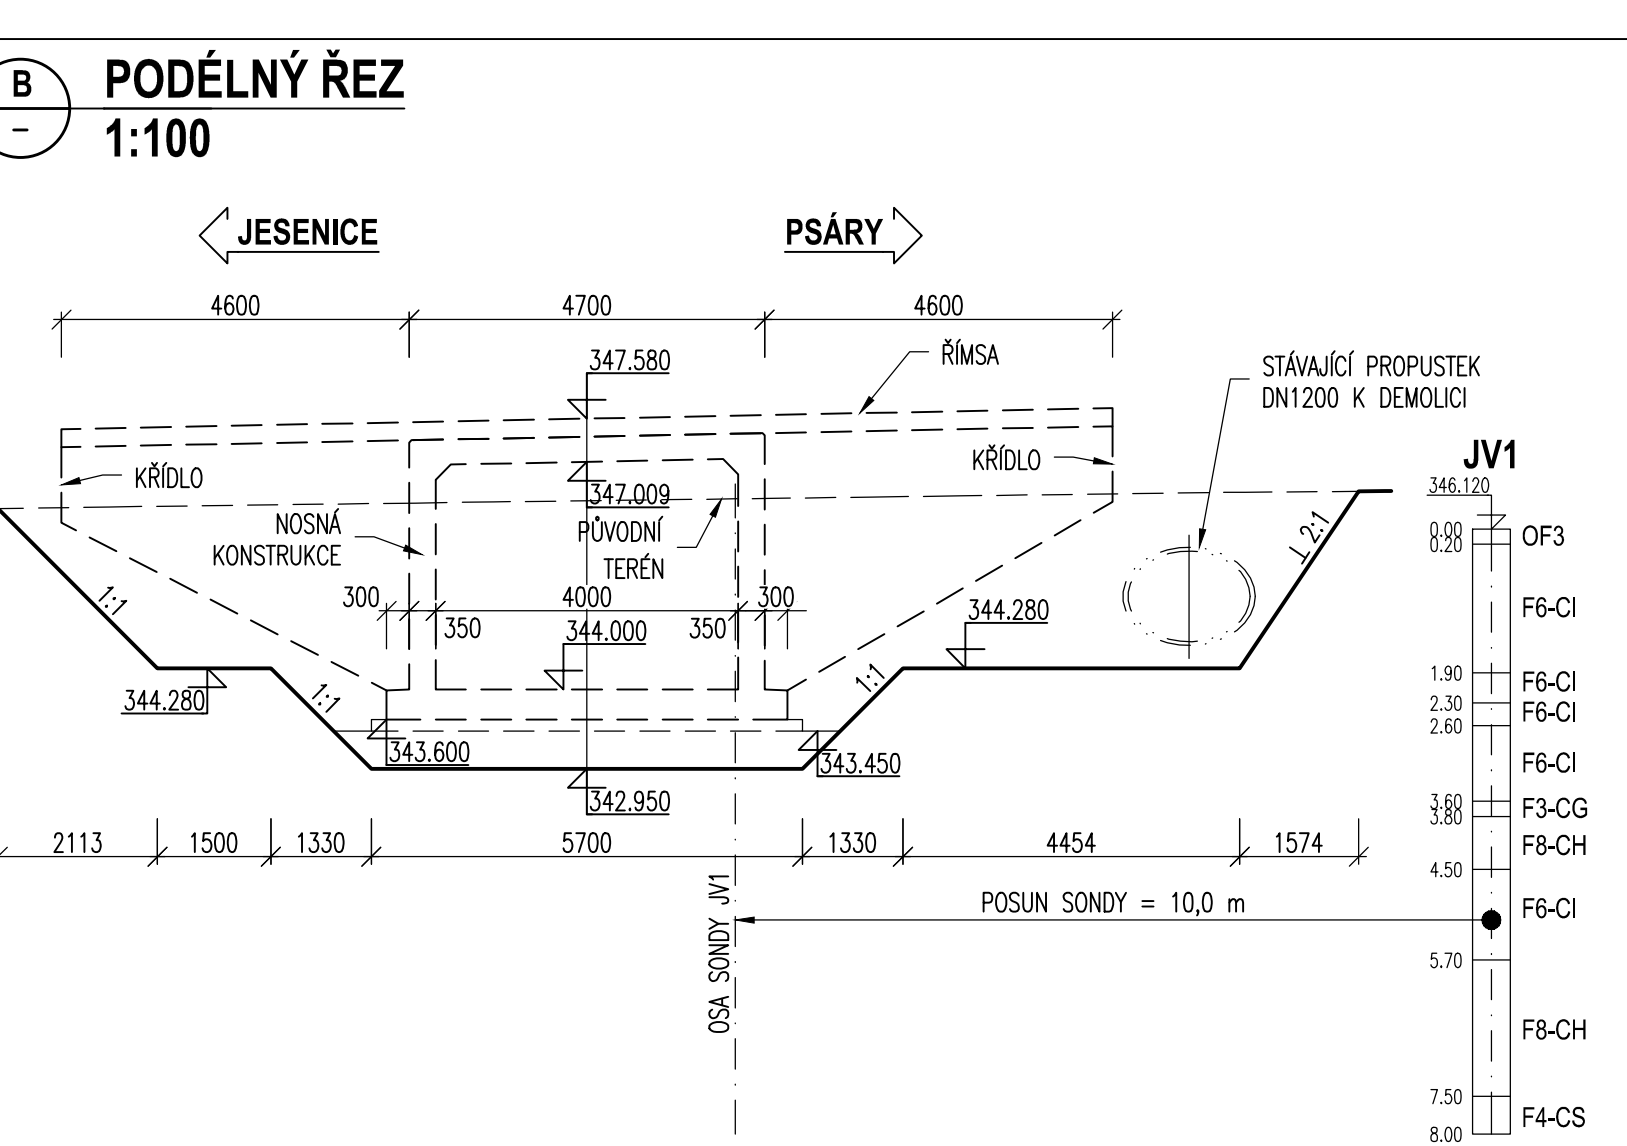 B
–
PODÉLNÝ ŘEZ
1:100
JESENICE
PSÁRY
4600
4700
4600
347.580
ŘÍMSA
STÁVAJÍCÍ PROPUSTEK
DN1200 K DEMOLICI
KŘÍDLO
KŘÍDLO
347.009
NOSNÁ
KONSTRUKCE
PŮVODNÍ
TERÉN
1:1
2:1
300
4000
300
350
350
344.000
344.280
1:1
1:1
344.280
343.600
343.450
342.950
2113
1500
1330
5700
1330
4454
1574
OSA SONDY JV1
POSUN SONDY = 10,0 m
JV1
346.120
0.00
0.20
OF3
F6-CI
1.90
F6-CI
2.30
F6-CI
2.60
F6-CI
3.60
F3-CG
3.80
F8-CH
4.50
F6-CI
5.70
F8-CH
7.50
F4-CS
8.00